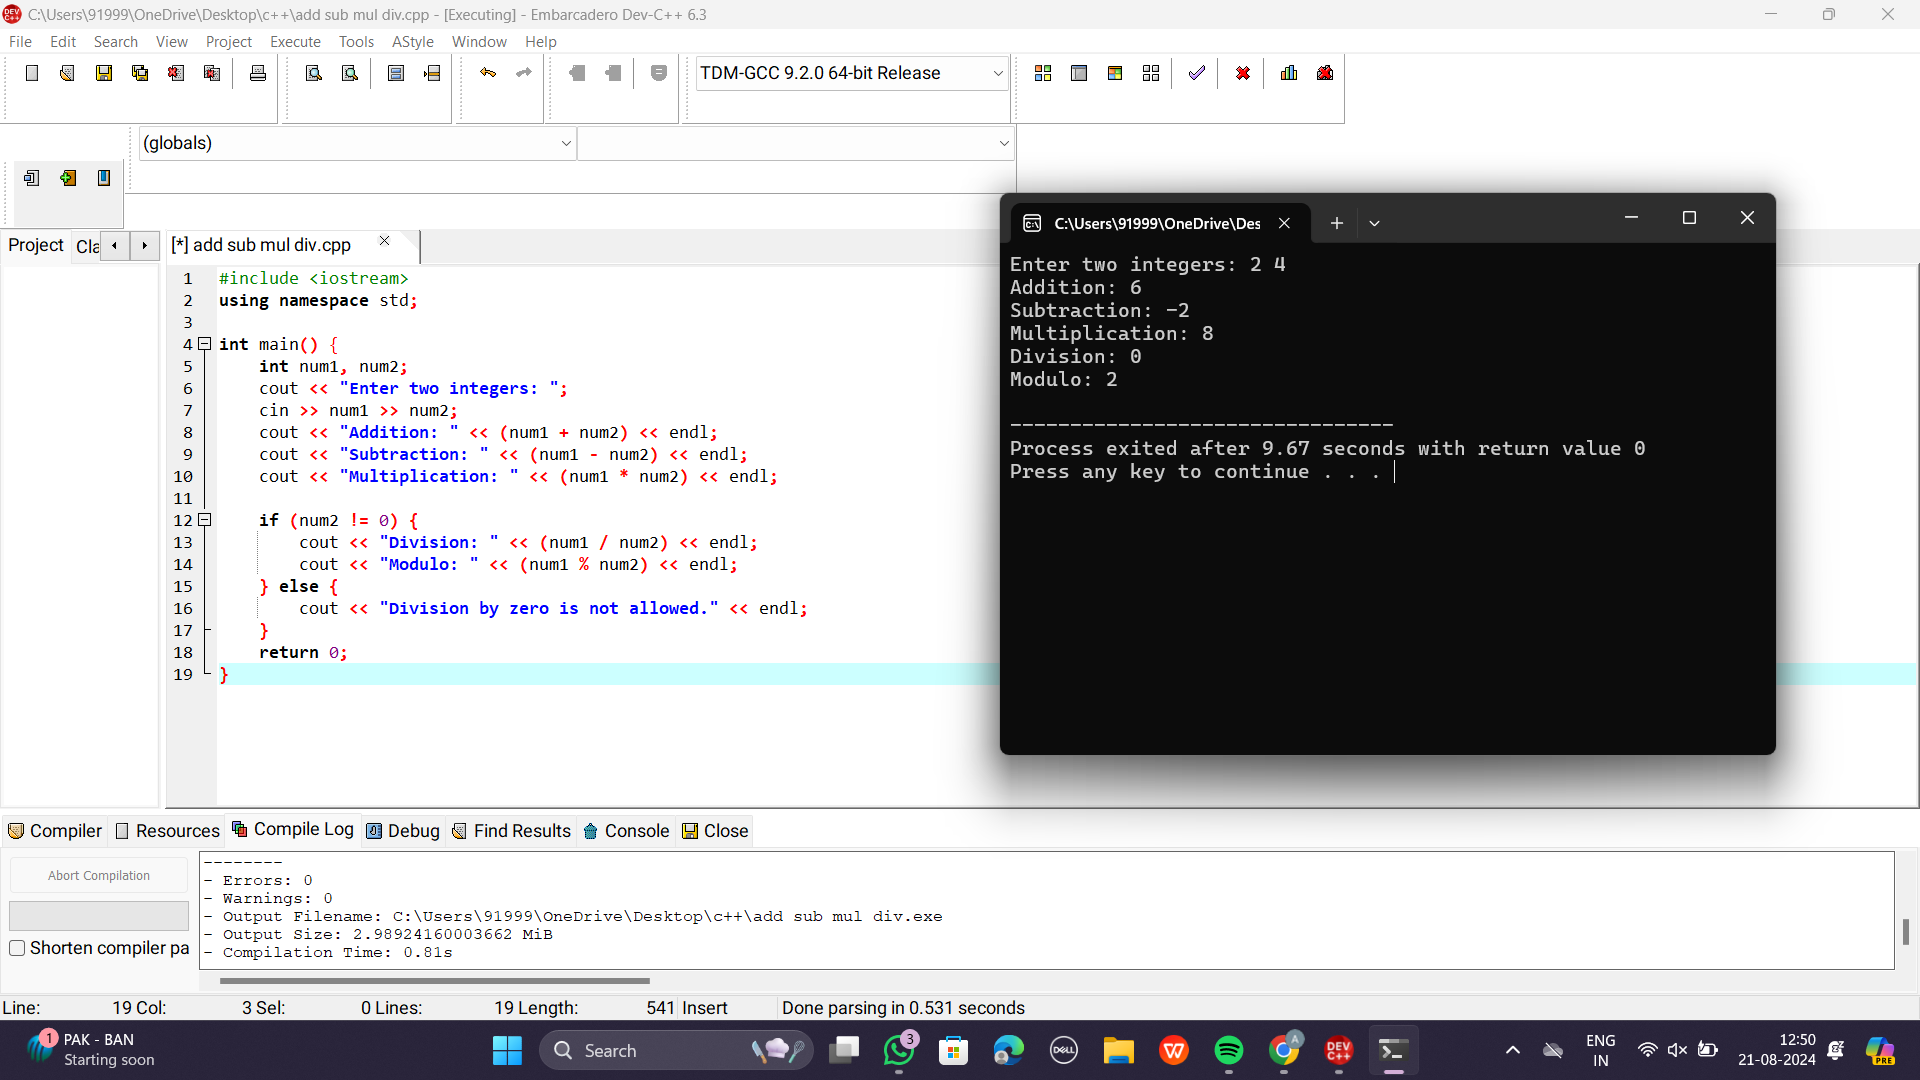 C:\Users\91999\OneDrive\Desktop\c++\add sub mul div.cpp - [Executing] - Embarcadero Dev-C++ 6.3
File Edit Search View Project Execute Tools AStyle Window Help
TDM-GCC 9.2.0 64-bit Release
(globals)
Project Cla
[*] add sub mul div.cpp
1 #include <iostream>
2 using namespace std;
3
4 int main() {
5 int num1, num2;
6 cout << "Enter two integers: ";
7 cin >> num1 >> num2;
8 cout << "Addition: " << (num1 + num2) << endl;
9 cout << "Subtraction: " << (num1 - num2) << endl;
10 cout << "Multiplication: " << (num1 * num2) << endl;
11
12 if (num2 != 0) {
13 cout << "Division: " << (num1 / num2) << endl;
14 cout << "Modulo: " << (num1 % num2) << endl;
15 } else {
16 cout << "Division by zero is not allowed." << endl;
17 }
18 return 0;
19 }
C:\Users\91999\OneDrive\Des
Enter two integers: 2 4
Addition: 6
Subtraction: -2
Multiplication: 8
Division: 0
Modulo: 2
--------------------------------
Process exited after 9.67 seconds with return value 0
Press any key to continue . . .
Compiler Resources Compile Log Debug Find Results Console Close
Abort Compilation
Shorten compiler pa
--------
- Errors: 0
- Warnings: 0
- Output Filename: C:\Users\91999\OneDrive\Desktop\c++\add sub mul div.exe
- Output Size: 2.98924160003662 MiB
- Compilation Time: 0.81s
Line: 19 Col: 3 Sel: 0 Lines: 19 Length: 541 Insert Done parsing in 0.531 seconds
1
PAK - BAN
Starting soon
Search
3
DELL
W
A
DEV C++
ENG
IN
12:50
21-08-2024
PRE